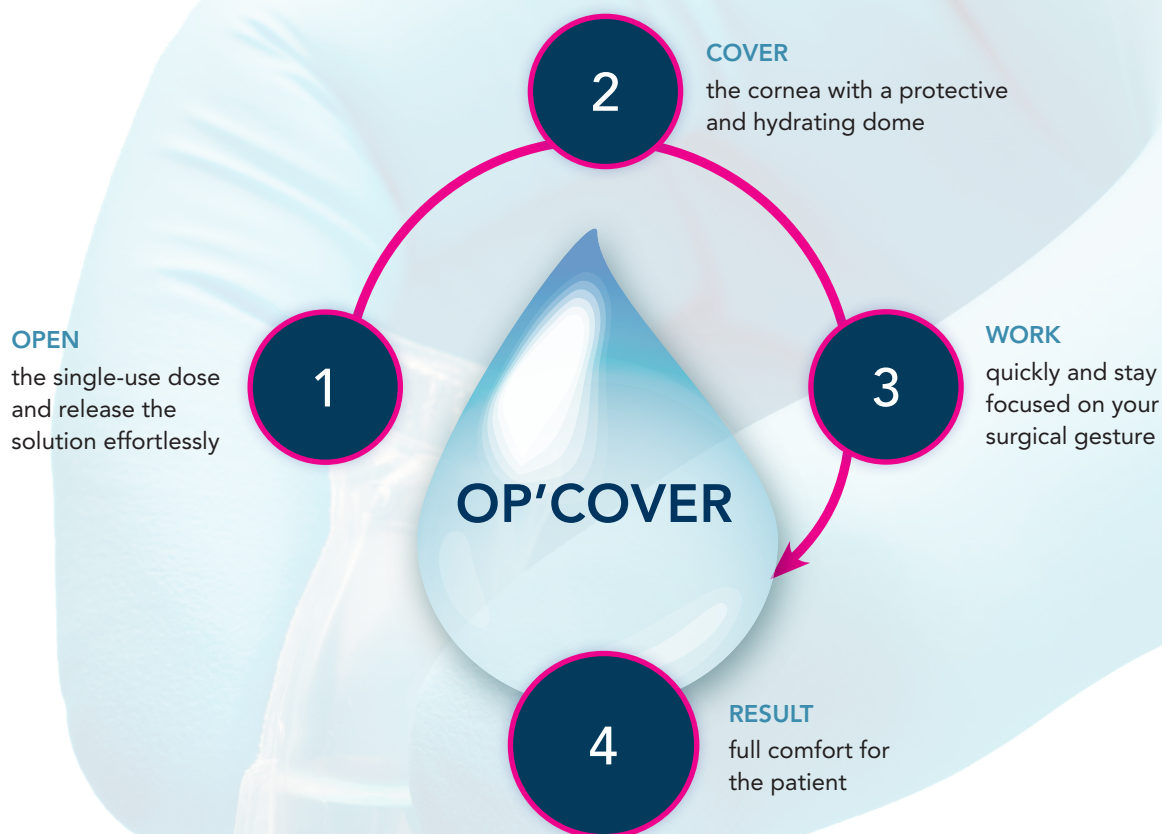 1
OPEN
the single-use dose
and release the
solution effortlessly
2
COVER
the cornea with a protective
and hydrating dome
3
WORK
quickly and stay
focused on your
surgical gesture
OP’COVER
4
RESULT
full comfort for
the patient